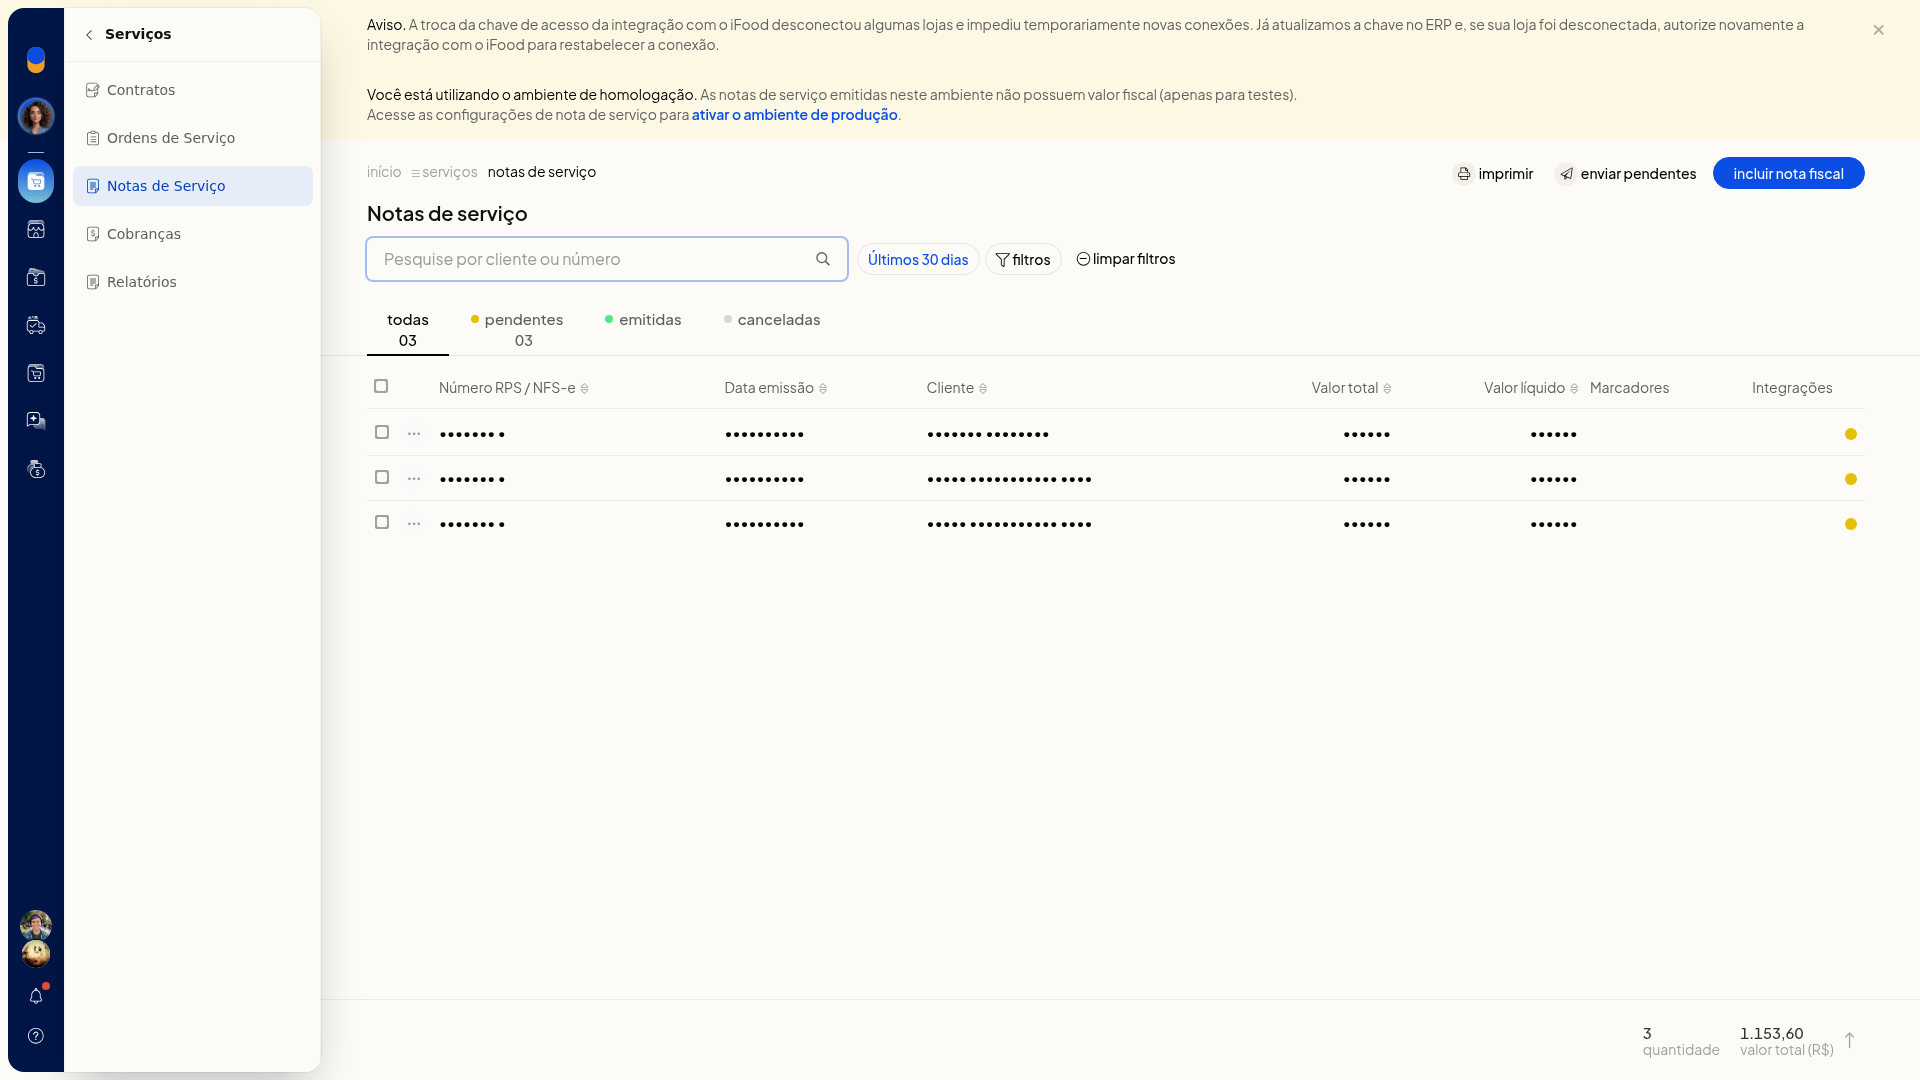 Serviços
Contratos
Ordens de Serviço
Notas de Serviço
Cobranças
Relatórios
Aviso. A troca da chave de acesso da integração com o iFood desconectou algumas lojas e impediu temporariamente novas conexões. Já atualizamos a chave no ERP e, se sua loja foi desconectada, autorize novamente a
integração com o iFood para restabelecer a conexão.
Você está utilizando o ambiente de homologação. As notas de serviço emitidas neste ambiente não possuem valor fiscal (apenas para testes).
Acesse as configurações de nota de serviço para ativar o ambiente de produção.
início serviços notas de serviço
imprimir enviar pendentes incluir nota fiscal
Notas de serviço
Pesquise por cliente ou número Últimos 30 dias filtros limpar filtros
todas pendentes emitidas canceladas
03 03
Número RPS / NFS-e Data emissão Cliente Valor total Valor líquido Marcadores Integrações
•••••••• •••••••••• ••••••• •••••••• •••••• ••••••
•••••••• •••••••••• ••••• ••••••••••• •••• •••••• ••••••
•••••••• •••••••••• ••••• ••••••••••• •••• •••••• ••••••
3 1.153,60
quantidade valor total (R$)